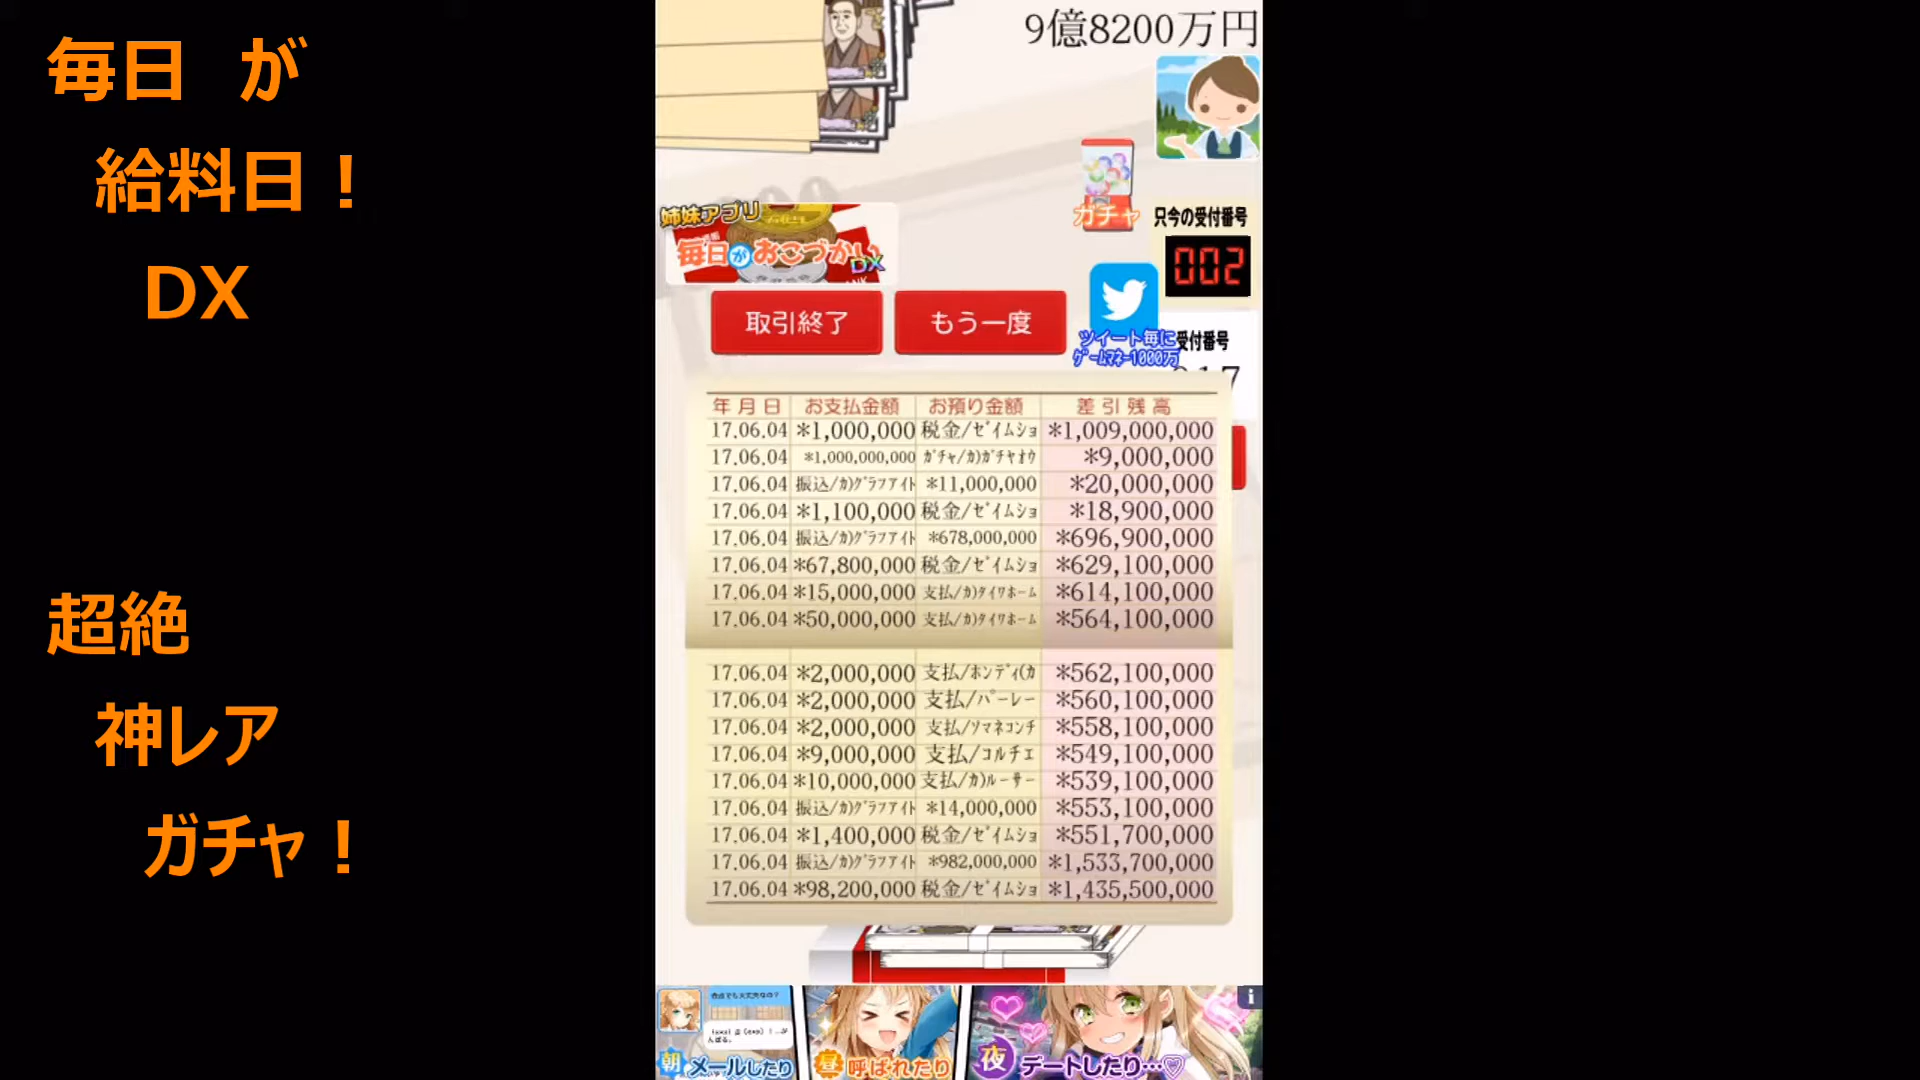 毎日 が
給料日！
DX
超絶
神レア
ガチャ！
9億8200万円
ガチャ
只今の受付番号
002
姉妹アプリ
毎日がおこづかい
DX
取引終了
もう一度
ツイート毎に
ｹﾞｰﾑﾏﾈｰ1000万
受付番号
年月日 お支払金額 お預り金額 差引残高
17.06.04 *1,000,000 税金/ｾﾞｲﾑｼｮ *1,009,000,000
17.06.04 *1,000,000,000 ｶﾞﾁｬ/ｶ)ｶﾞﾁﾔｵｳ *9,000,000
17.06.04 振込/ｶ)ｸﾞﾗﾌｱｲﾄ *11,000,000 *20,000,000
17.06.04 *1,100,000 税金/ｾﾞｲﾑｼｮ *18,900,000
17.06.04 振込/ｶ)ｸﾞﾗﾌｱｲﾄ *678,000,000 *696,900,000
17.06.04 *67,800,000 税金/ｾﾞｲﾑｼｮ *629,100,000
17.06.04 *15,000,000 支払/ｶ)ﾀｲﾜﾎｰﾑ *614,100,000
17.06.04 *50,000,000 支払/ｶ)ﾀｲﾜﾎｰﾑ *564,100,000
17.06.04 *2,000,000 支払/ﾎﾝﾃﾞｨ(ｶ *562,100,000
17.06.04 *2,000,000 支払/ﾊﾟｰﾚｰ *560,100,000
17.06.04 *2,000,000 支払/ｿﾏﾈｺﾝﾁ *558,100,000
17.06.04 *9,000,000 支払/ｺﾙﾁｴ *549,100,000
17.06.04 *10,000,000 支払/ｶ)ﾙｰｻｰ *539,100,000
17.06.04 振込/ｶ)ｸﾞﾗﾌｱｲﾄ *14,000,000 *553,100,000
17.06.04 *1,400,000 税金/ｾﾞｲﾑｼｮ *551,700,000
17.06.04 振込/ｶ)ｸﾞﾗﾌｱｲﾄ *982,000,000 *1,533,700,000
17.06.04 *98,200,000 税金/ｾﾞｲﾑｼｮ *1,435,500,000
朝 メールしたり
昼 呼ばれたり
夜 デートしたり…♡